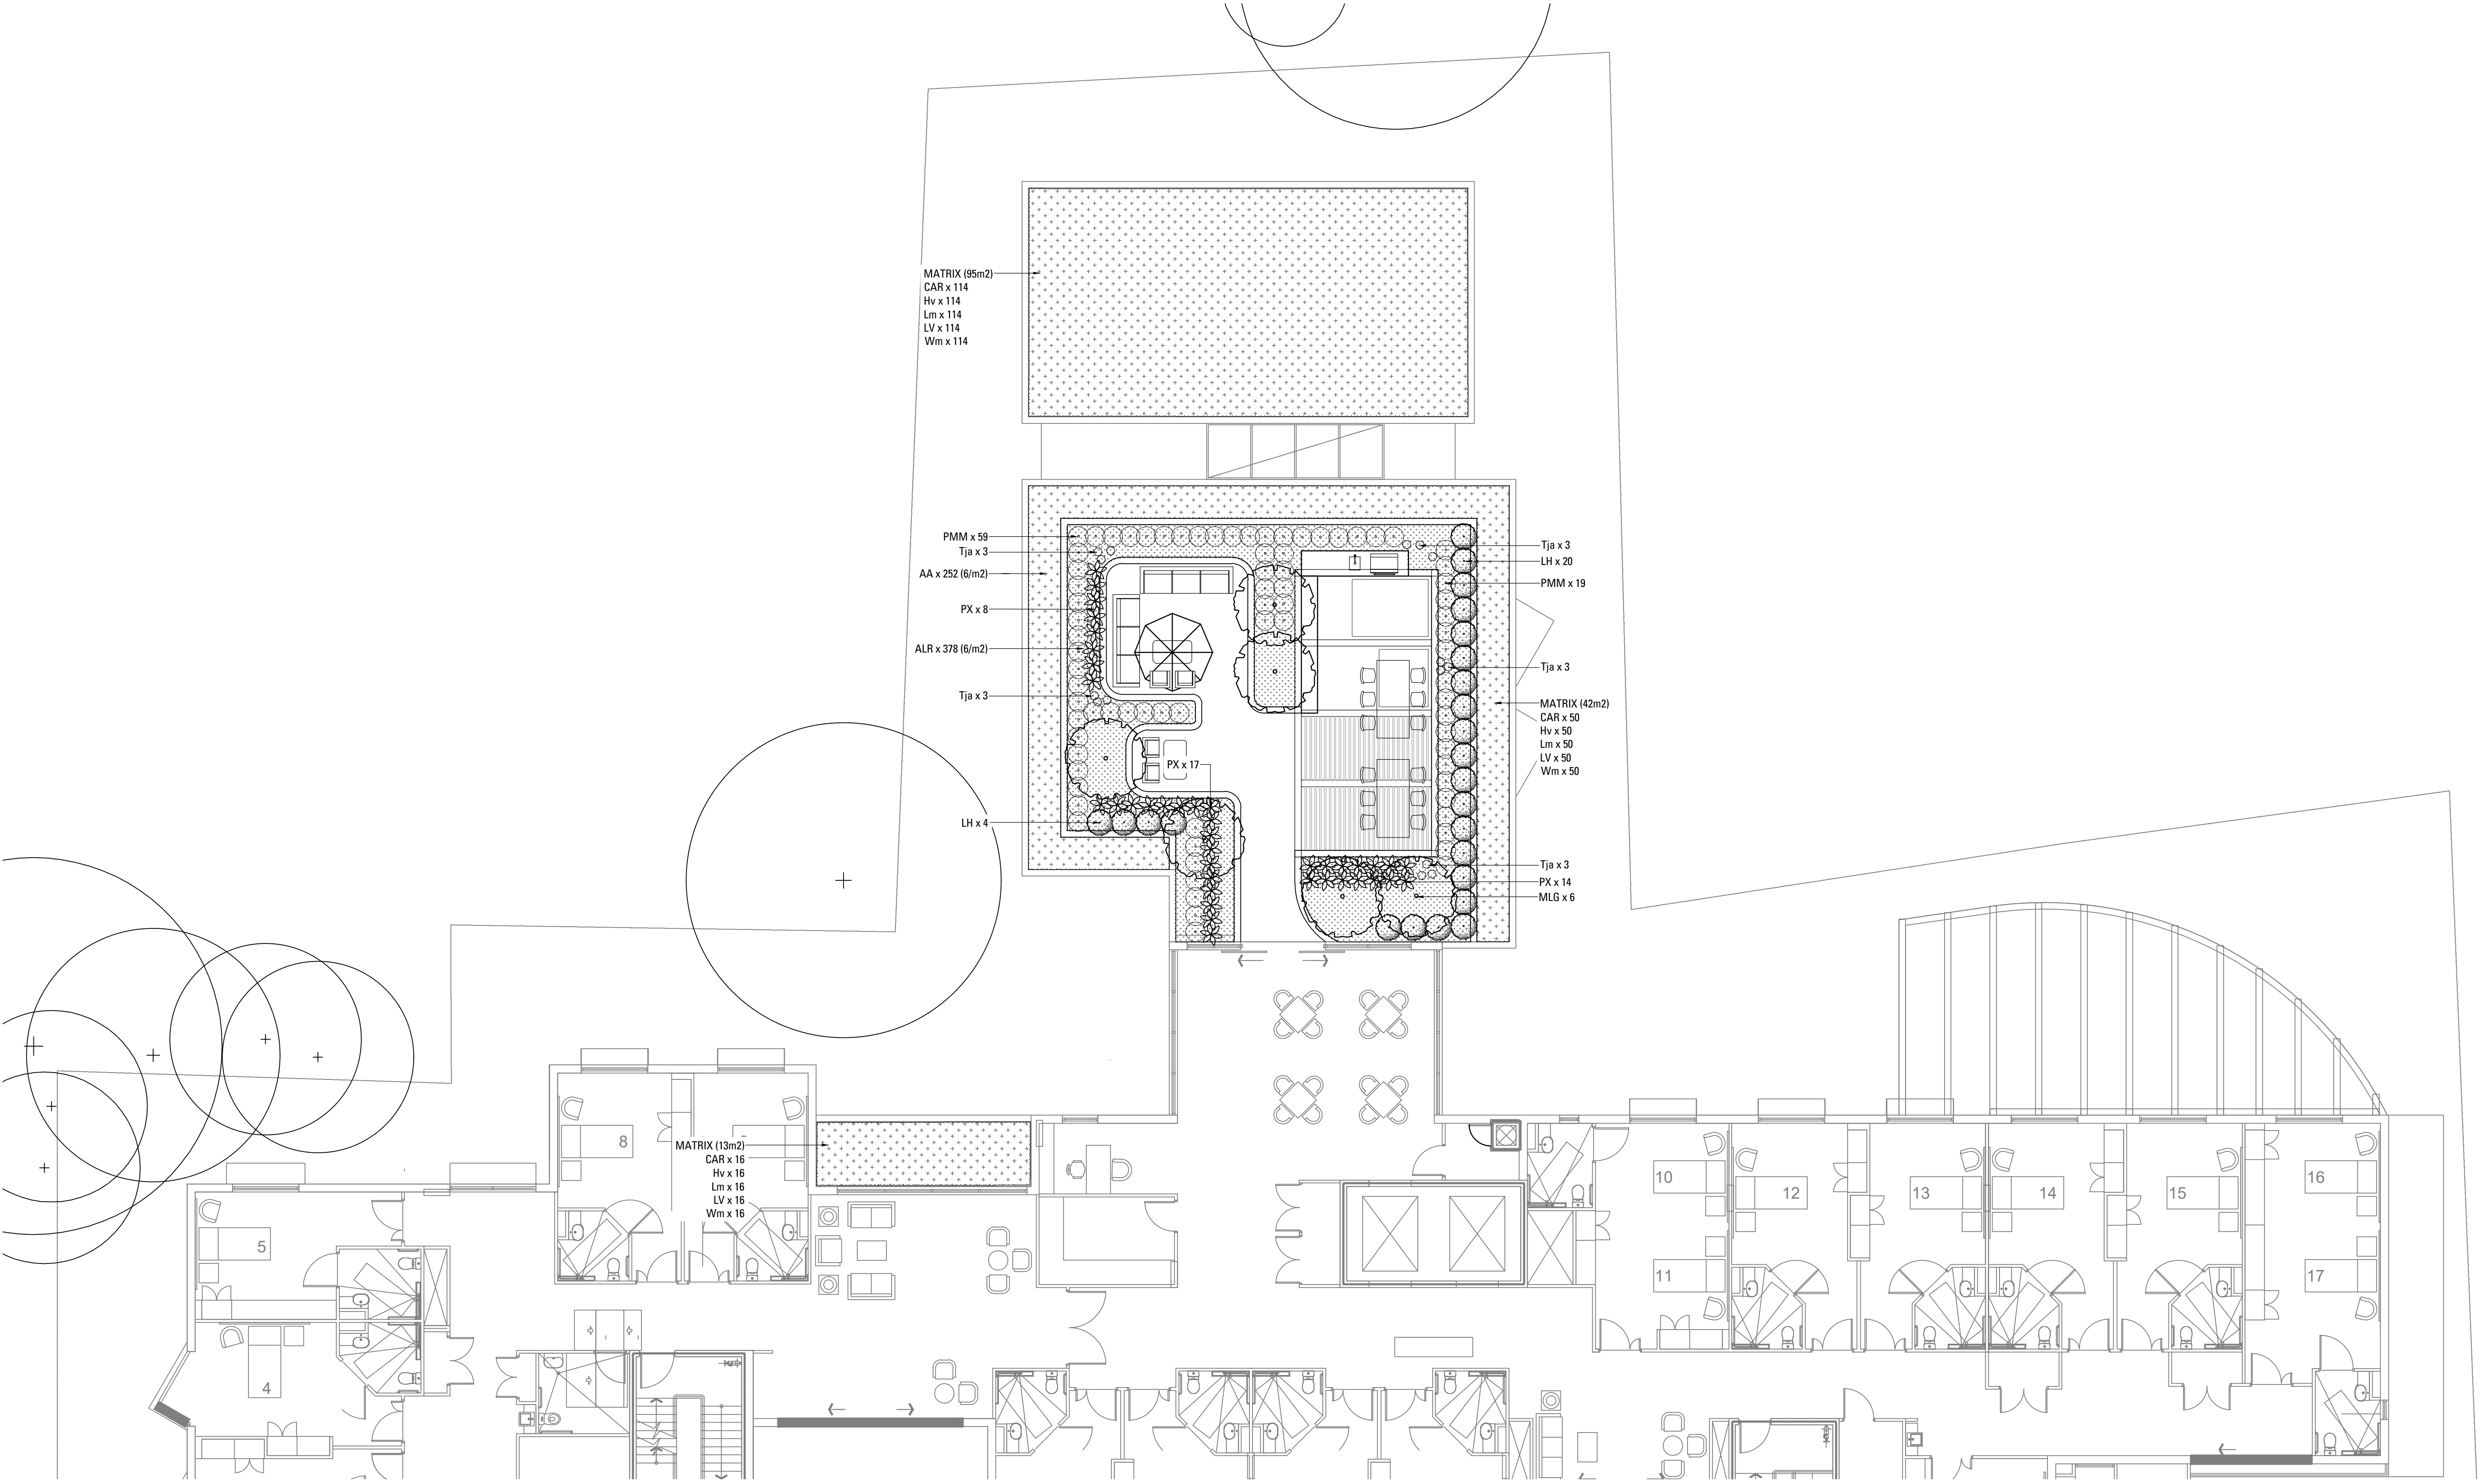 MATRIX (95m2)
CAR x 114
Hv x 114
Lm x 114
LV x 114
Wm x 114
PMM x 59
Tja x 3
AA x 252 (6/m2)
PX x 8
ALR x 378 (6/m2)
Tja x 3
PX x 17
LH x 4
Tja x 3
LH x 20
PMM x 19
Tja x 3
MATRIX (42m2)
CAR x 50
Hv x 50
Lm x 50
LV x 50
Wm x 50
Tja x 3
PX x 14
MLG x 6
MATRIX (13m2)
CAR x 16
Hv x 16
Lm x 16
LV x 16
Wm x 16
8
5
4
10
12
13
14
15
16
11
17